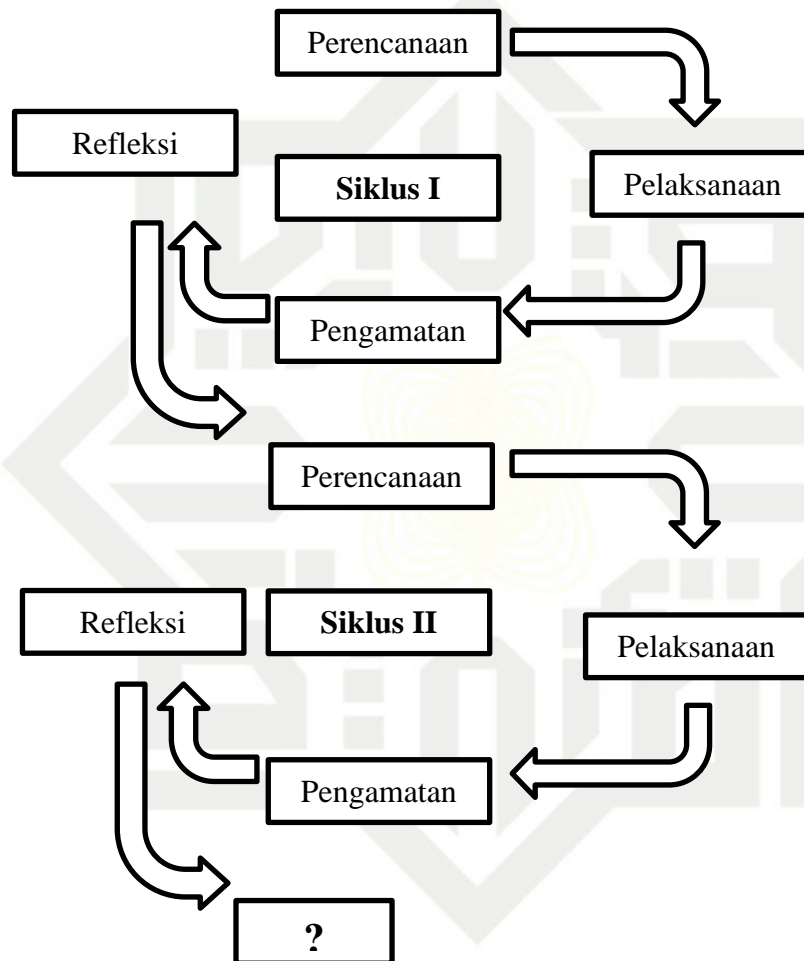 Perencanaan
Refleksi
Siklus I
Pelaksanaan
Pengamatan
Perencanaan
Refleksi
Siklus II
Pelaksanaan
Pengamatan
?